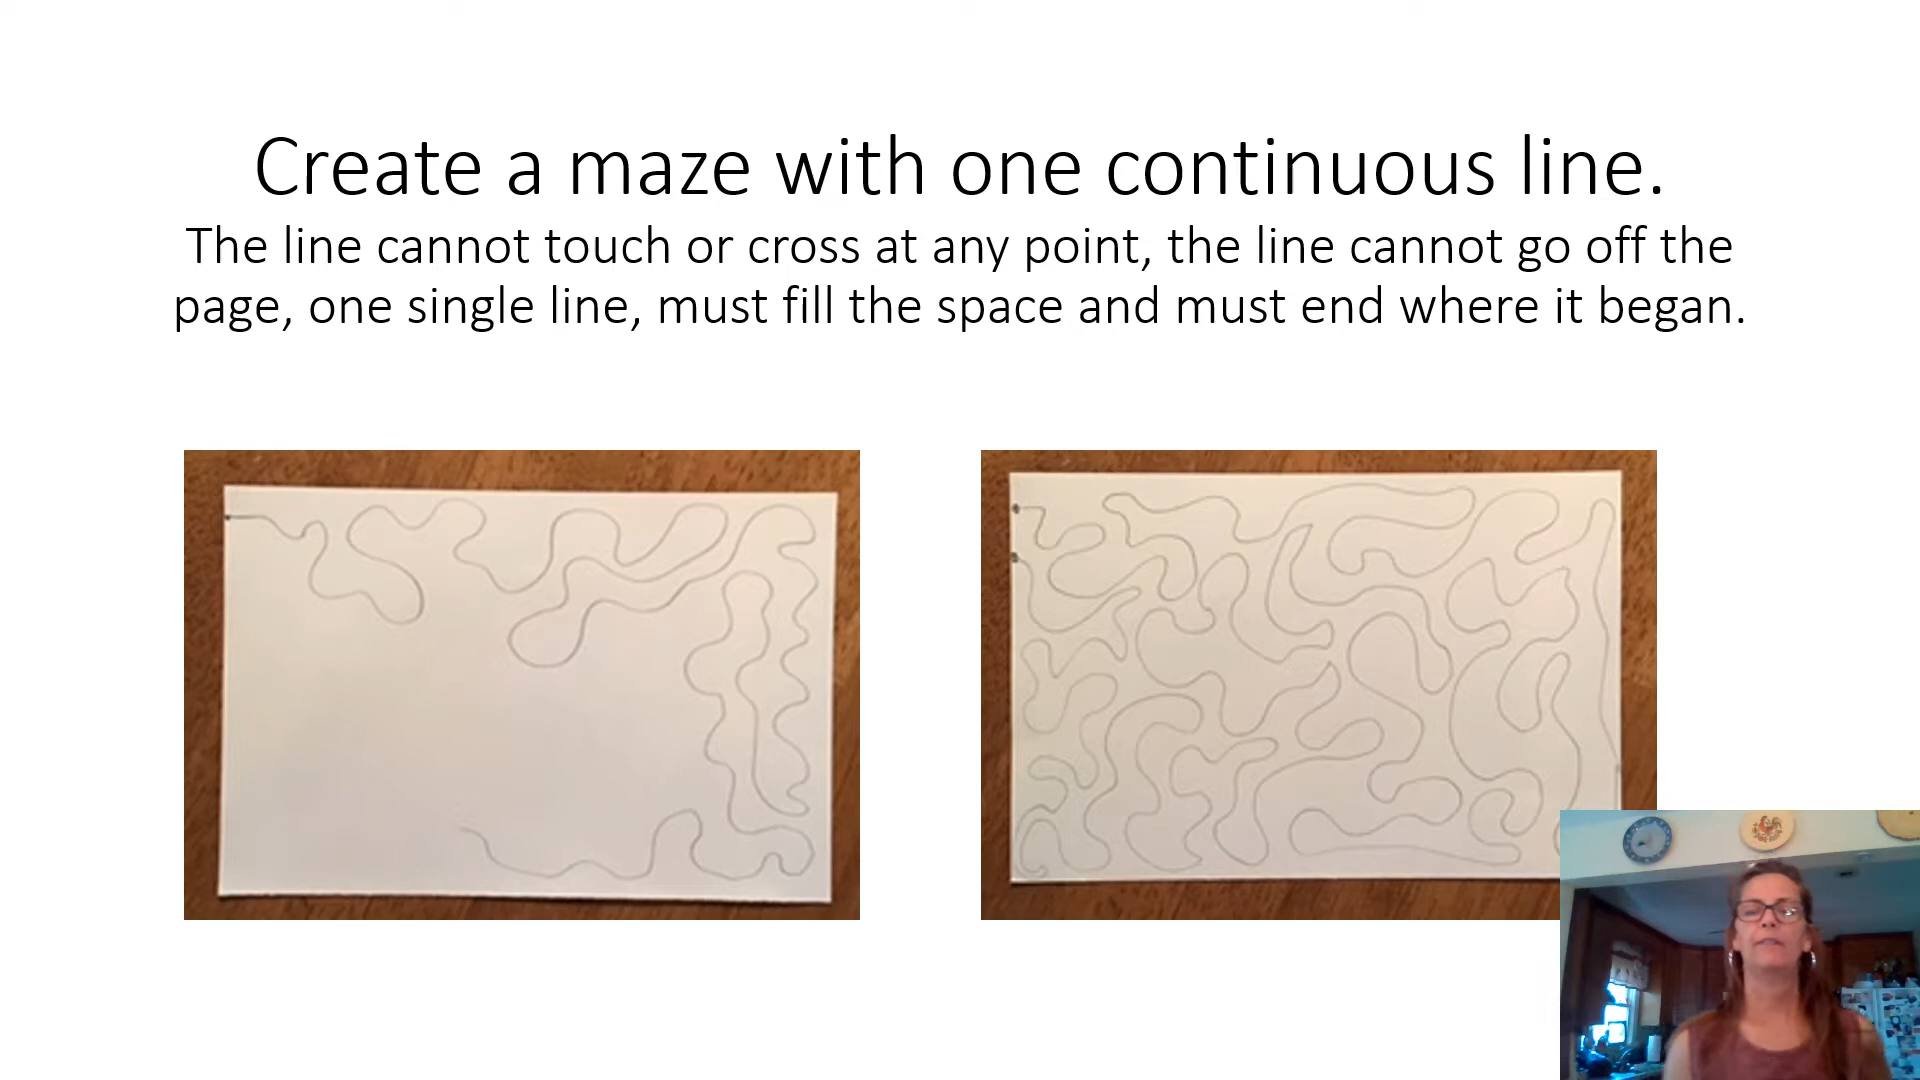 Create a maze with one continuous line.
The line cannot touch or cross at any point, the line cannot go off the
page, one single line, must fill the space and must end where it began.